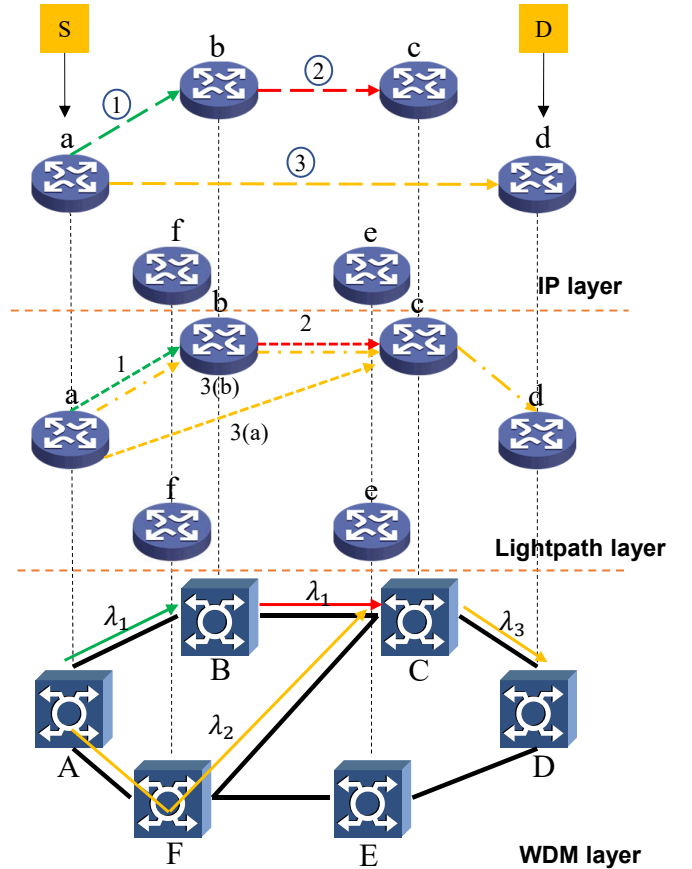 S D
b c
1 2
a d
3
f e
IP layer
b c
1 2
3(b)
a d
3(a)
f e
Lightpath layer
λ₁ λ₁
λ₃
B C
λ₂
A D
F E
WDM layer